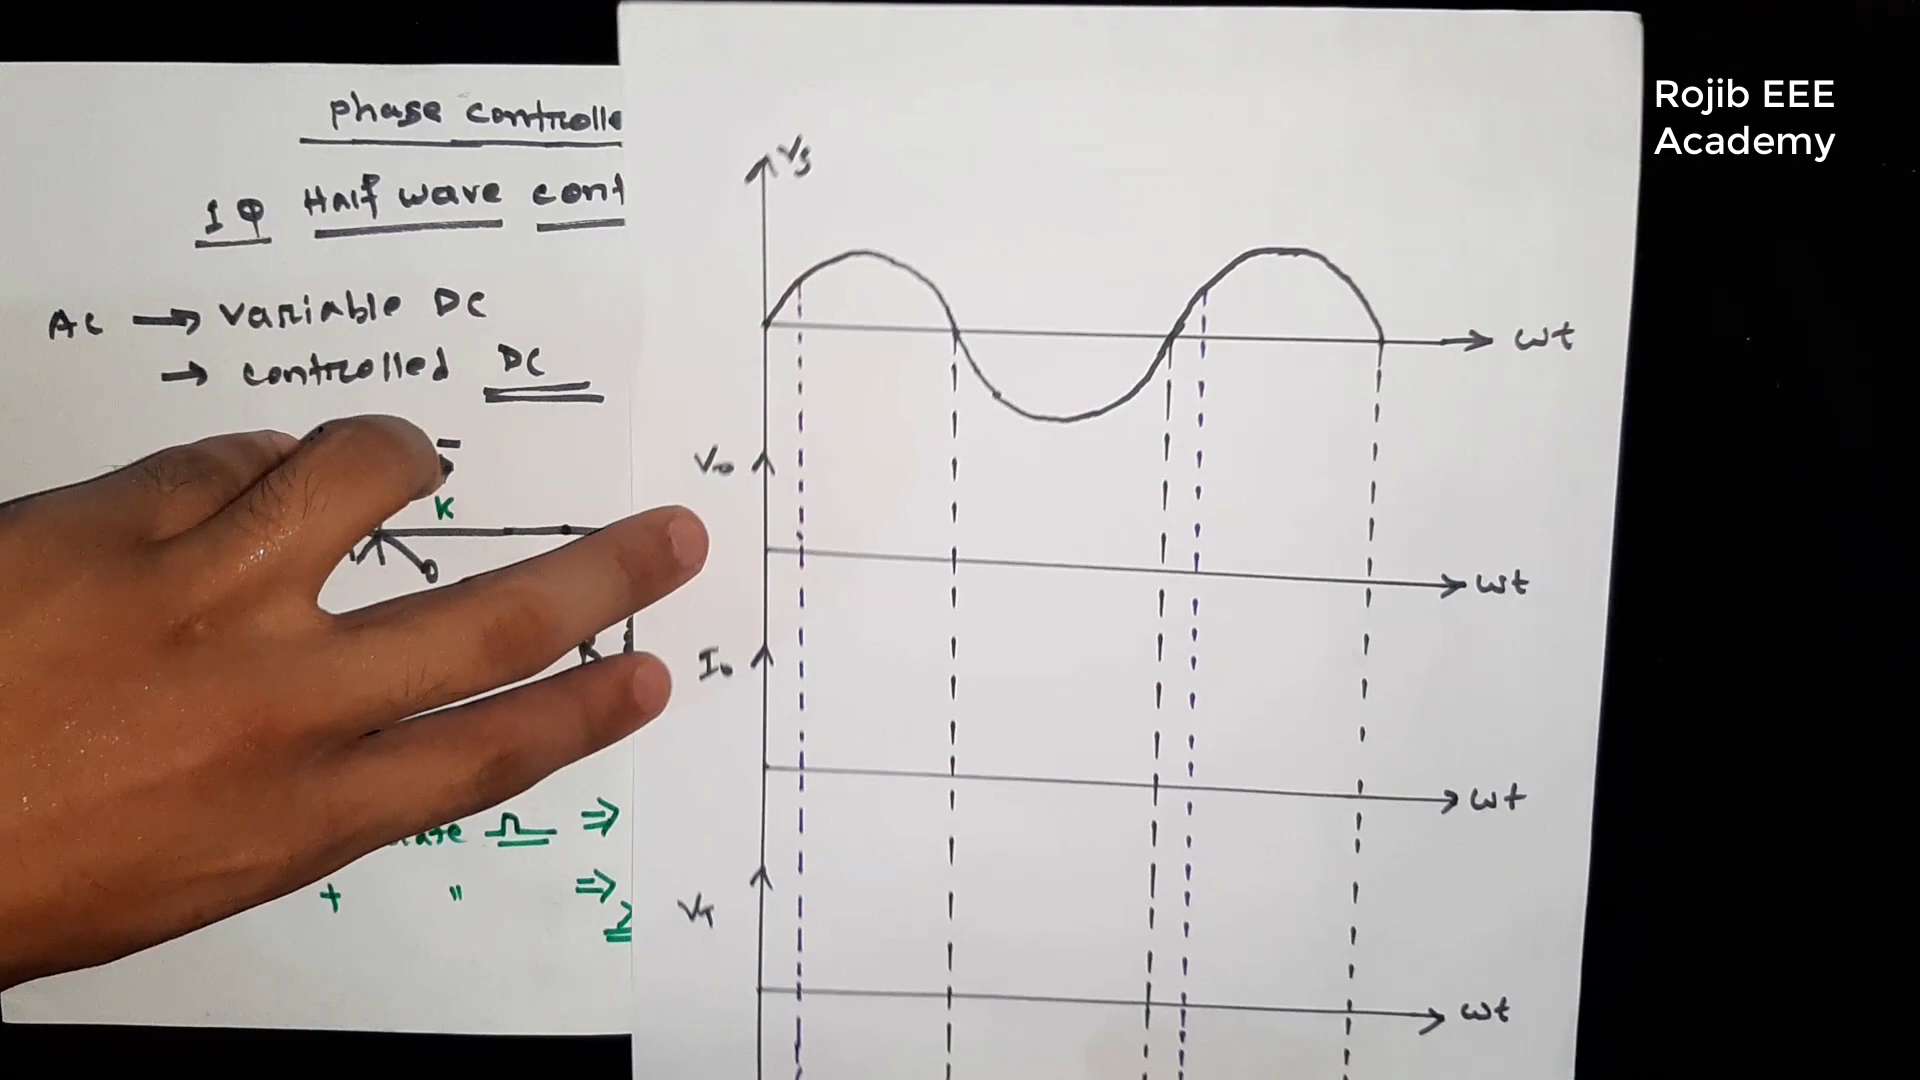 Rojib EEE
Academy
phase controlle
1φ Half wave cont
AC → variable DC
→ controlled DC
K
⇒
+ " ⇒
Vs
ωt
Vo
ωt
Io
ωt
VT
ωt